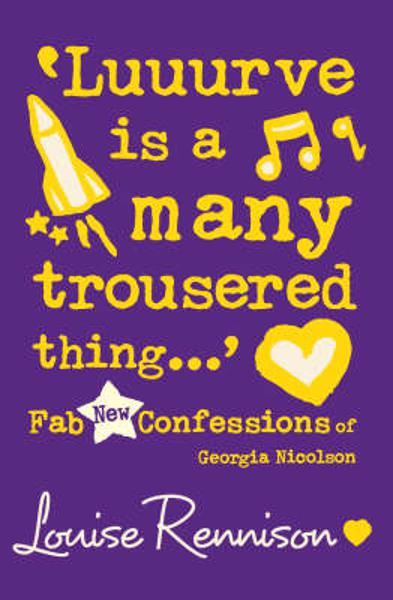 ‘Luuurve
is a
many
trousered
thing...’
Fab New Confessions of
Georgia Nicolson
Louise Rennison